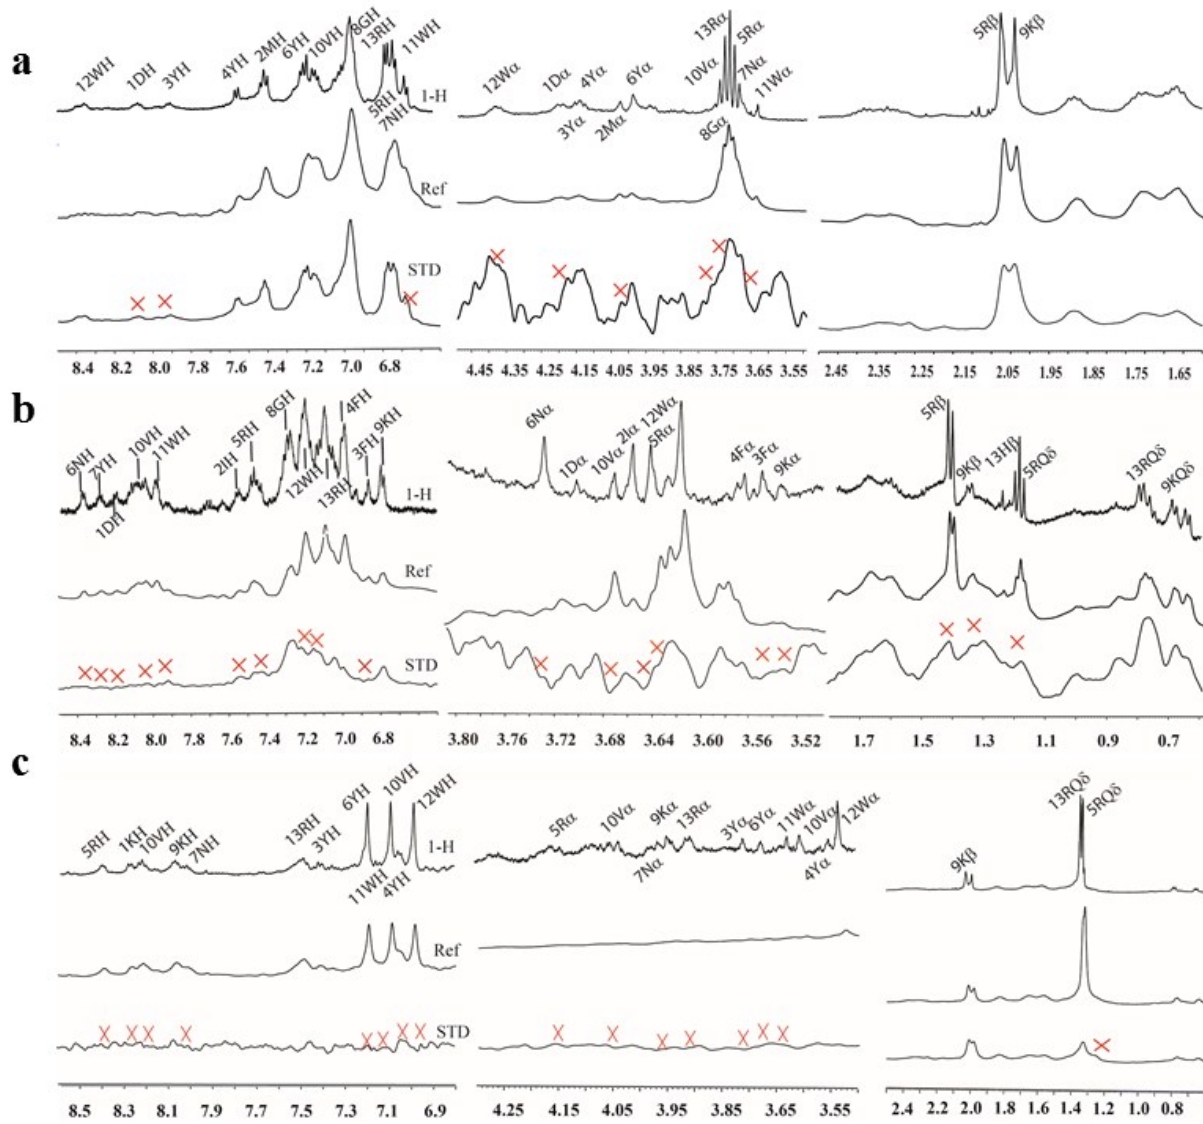 a
12WH 1DH 3YH 4YH 2MH 6YH 10VH 8GH 13RH 11WH
5RH
7NH
1-H
Ref
STD
8.4 8.2 8.0 7.8 7.6 7.4 7.2 7.0 6.8
12Wα 1Dα 4Yα 6Yα 10Vα 13Rα 5Rα 7Nα 11Wα
3Yα 2Mα 8Gα
4.45 4.35 4.25 4.15 4.05 3.95 3.85 3.75 3.65 3.55
5Rβ 9Kβ
2.45 2.35 2.25 2.15 2.05 1.95 1.85 1.75 1.65
b
6NH 7YH 10VH 11WH 2IH 5RH 8GH 4FH 3FH 9KH
1DH 12WH 13RH
1-H
Ref
STD
8.4 8.2 8.0 7.6 7.4 7.2 7.0 6.8
6Nα 1Dα 10Vα 2Iα 12Wα 5Rα 4Fα 3Fα 9Kα
3.80 3.76 3.72 3.68 3.64 3.60 3.56 3.52
5Rβ 9Kβ 13Hβ 5RQδ 13RQδ 9KQδ
1.7 1.5 1.3 1.1 0.9 0.7
c
5RH 1KH 10VH 9KH 7NH 13RH 3YH 6YH 10VH 12WH
11WH 4YH
1-H
Ref
STD
8.5 8.3 8.1 7.9 7.7 7.5 7.3 7.1 6.9
5Rα 10Vα 9Kα 13Rα 3Yα 6Yα 11Wα 10Vα 12Wα
7Nα 4Yα
4.25 4.15 4.05 3.95 3.85 3.75 3.65 3.55
9Kβ 13RQδ 5RQδ
2.4 2.2 2.0 1.8 1.6 1.4 1.2 1.0 0.8